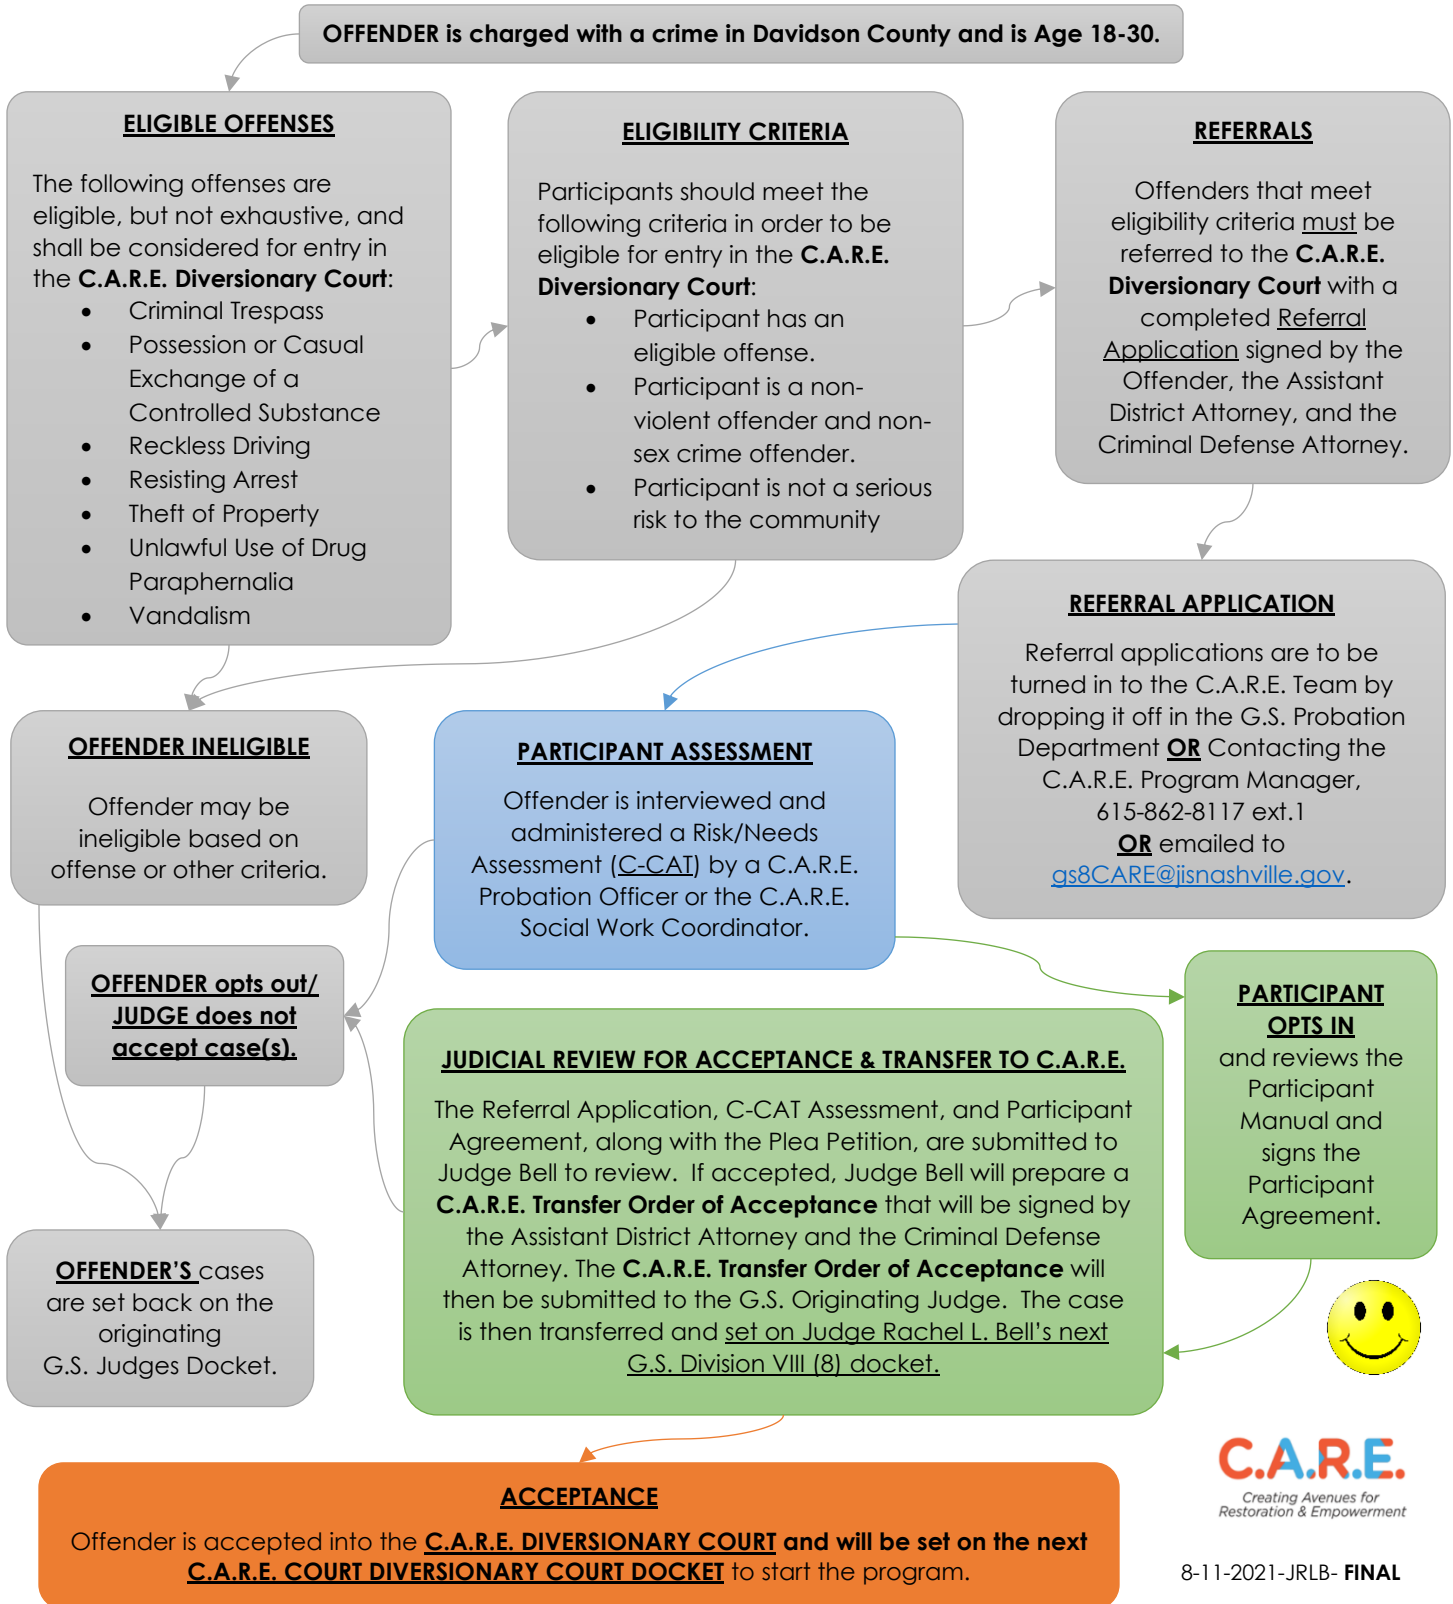 OFFENDER is charged with a crime in Davidson County and is Age 18-30.
ELIGIBLE OFFENSES
The following offenses are
eligible, but not exhaustive, and
shall be considered for entry in
the C.A.R.E. Diversionary Court:
• Criminal Trespass
• Possession or Casual
Exchange of a
Controlled Substance
• Reckless Driving
• Resisting Arrest
• Theft of Property
• Unlawful Use of Drug
Paraphernalia
• Vandalism
ELIGIBILITY CRITERIA
Participants should meet the
following criteria in order to be
eligible for entry in the C.A.R.E.
Diversionary Court:
• Participant has an
eligible offense.
• Participant is a non-
violent offender and non-
sex crime offender.
• Participant is not a serious
risk to the community
REFERRALS
Offenders that meet
eligibility criteria must be
referred to the C.A.R.E.
Diversionary Court with a
completed Referral
Application signed by the
Offender, the Assistant
District Attorney, and the
Criminal Defense Attorney.
REFERRAL APPLICATION
Referral applications are to be
turned in to the C.A.R.E. Team by
dropping it off in the G.S. Probation
Department OR Contacting the
C.A.R.E. Program Manager,
615-862-8117 ext.1
OR emailed to
gs8CARE@jisnashville.gov.
OFFENDER INELIGIBLE
Offender may be
ineligible based on
offense or other criteria.
PARTICIPANT ASSESSMENT
Offender is interviewed and
administered a Risk/Needs
Assessment (C-CAT) by a C.A.R.E.
Probation Officer or the C.A.R.E.
Social Work Coordinator.
OFFENDER opts out/
JUDGE does not
accept case(s).
PARTICIPANT
OPTS IN
and reviews the
Participant
Manual and
signs the
Participant
Agreement.
JUDICIAL REVIEW FOR ACCEPTANCE & TRANSFER TO C.A.R.E.
The Referral Application, C-CAT Assessment, and Participant
Agreement, along with the Plea Petition, are submitted to
Judge Bell to review. If accepted, Judge Bell will prepare a
C.A.R.E. Transfer Order of Acceptance that will be signed by
the Assistant District Attorney and the Criminal Defense
Attorney. The C.A.R.E. Transfer Order of Acceptance will
then be submitted to the G.S. Originating Judge. The case
is then transferred and set on Judge Rachel L. Bell's next
G.S. Division VIII (8) docket.
OFFENDER'S cases
are set back on the
originating
G.S. Judges Docket.
ACCEPTANCE
Offender is accepted into the C.A.R.E. DIVERSIONARY COURT and will be set on the next
C.A.R.E. COURT DIVERSIONARY COURT DOCKET to start the program.
C.A.R.E.
Creating Avenues for
Restoration & Empowerment
8-11-2021-JRLB- FINAL